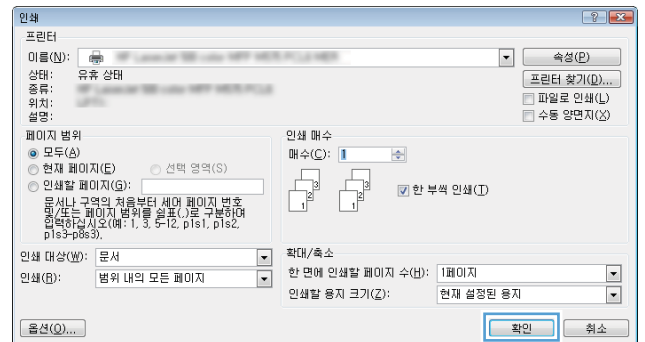 인쇄
프린터
이름(N):
속성(P)
상태: 유휴 상태
프린터 찾기(D)...
종류:
위치:
파일로 인쇄(L)
설명:
수동 양면지(X)
페이지 범위
인쇄 매수
모두(A)
매수(C): 1
현재 페이지(E) 선택 영역(S)
인쇄할 페이지(G):
문서나 구역의 처음부터 세어 페이지 번호
및/또는 페이지 범위를 쉼표(,)로 구분하여
입력하십시오(예: 1, 3, 5-12, p1s1, p1s2,
p1s3-p8s3).
3 3
2 2
1 1
한 부씩 인쇄(T)
인쇄 대상(W): 문서
인쇄(R): 범위 내의 모든 페이지
확대/축소
한 면에 인쇄할 페이지 수(H): 1페이지
인쇄할 용지 크기(Z): 현재 설정된 용지
옵션(O)...
확인
취소